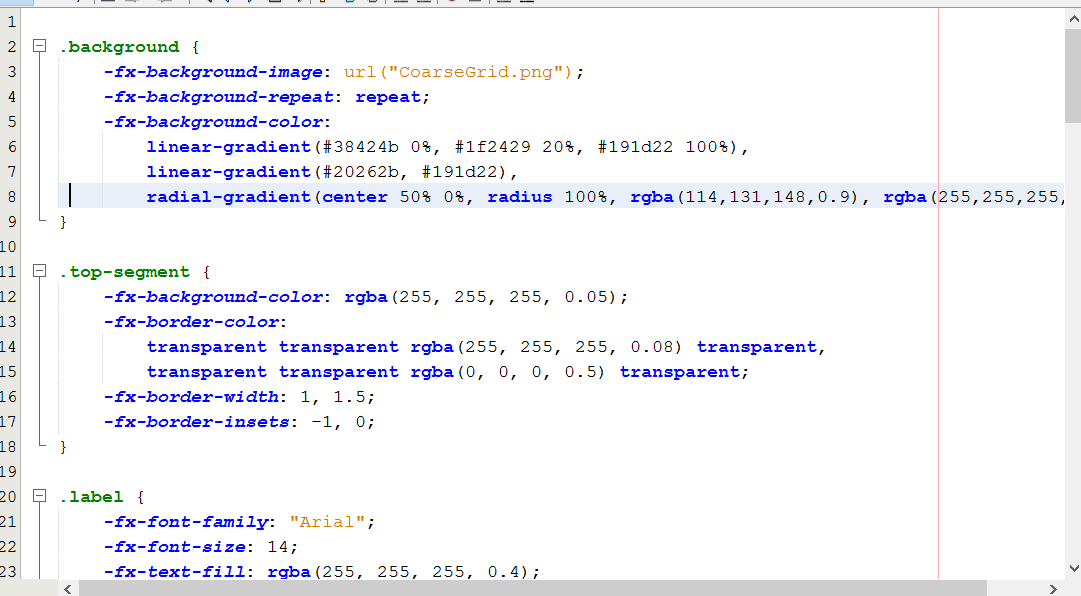 1
2 .background {
3 -fx-background-image: url("CoarseGrid.png");
4 -fx-background-repeat: repeat;
5 -fx-background-color:
6 linear-gradient(#38424b 0%, #1f2429 20%, #191d22 100%),
7 linear-gradient(#20262b, #191d22),
8 radial-gradient(center 50% 0%, radius 100%, rgba(114,131,148,0.9), rgba(255,255,255,
9 }
10
11 .top-segment {
12 -fx-background-color: rgba(255, 255, 255, 0.05);
13 -fx-border-color:
14 transparent transparent rgba(255, 255, 255, 0.08) transparent,
15 transparent transparent rgba(0, 0, 0, 0.5) transparent;
16 -fx-border-width: 1, 1.5;
17 -fx-border-insets: -1, 0;
18 }
19
20 .label {
21 -fx-font-family: "Arial";
22 -fx-font-size: 14;
23 -fx-text-fill: rgba(255, 255, 255, 0.4);